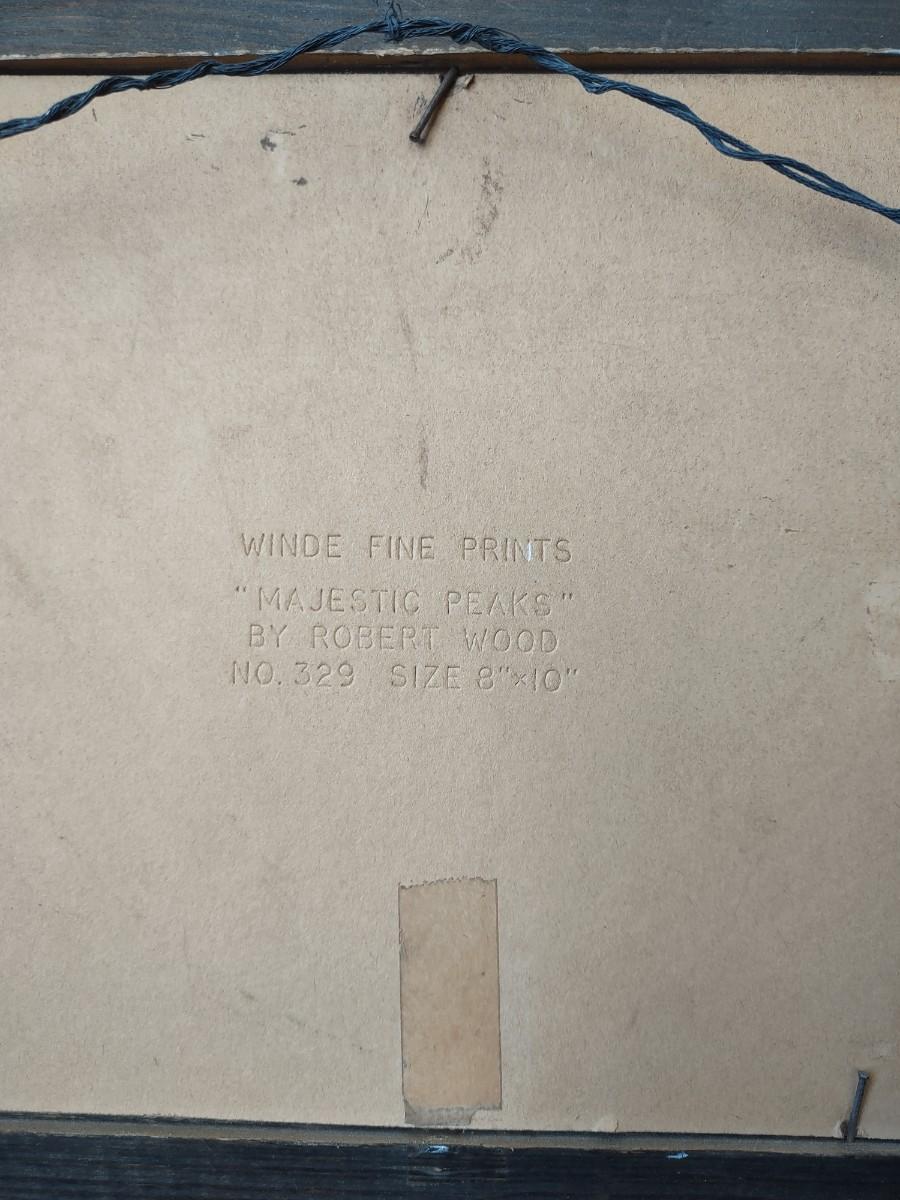 WINDE FINE PRINTS
"MAJESTIC PEAKS"
BY ROBERT WOOD
NO. 329 SIZE 8"×10"